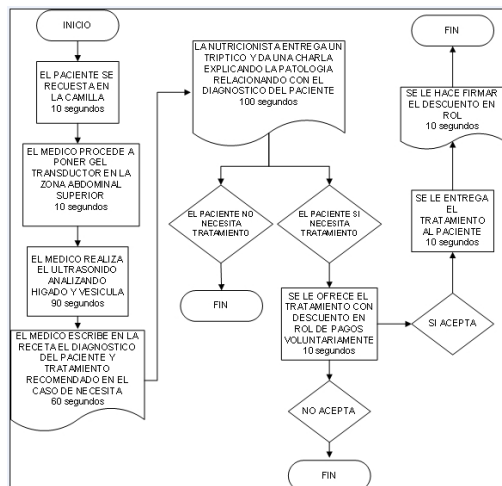 INICIO
EL PACIENTE SE
RECUESTA EN
LA CAMILLA
10 segundos
EL MEDICO PROCEDE A
PONER GEL
TRANSDUCTOR EN LA
ZONA ABDOMINAL
SUPERIOR
10 segundos
EL MEDICO REALIZA
EL ULTRASONIDO
ANALIZANDO
HIGADO Y VESICULA
90 segundos
EL MEDICO ESCRIBE EN LA
RECETA EL DIAGNOSTICO
DEL PACIENTE Y
TRATAMIENTO
RECOMENDADO EN EL
CASO DE NECESITA
60 segundos
LA NUTRICIONISTA ENTREGA UN
TRIPTICO Y DA UNA CHARLA
EXPLICANDO LA PATOLOGIA
RELACIONANDO CON EL
DIAGNOSTICO DEL PACIENTE
100 segundos
EL PACIENTE NO
NECESITA
TRATAMIENTO
FIN
EL PACIENTE SI
NECESITA
TRATAMIENTO
SE LE OFRECE EL
TRATAMIENTO CON
DESCUENTO EN
ROL DE PAGOS
VOLUNTARIAMENTE
10 segundos
NO ACEPTA
FIN
SI ACEPTA
SE LE ENTREGA
EL
TRATAMIENTO
AL PACIENTE
10 segundos
SE LE HACE FIRMAR
EL DESCUENTO EN
ROL
10 segundos
FIN